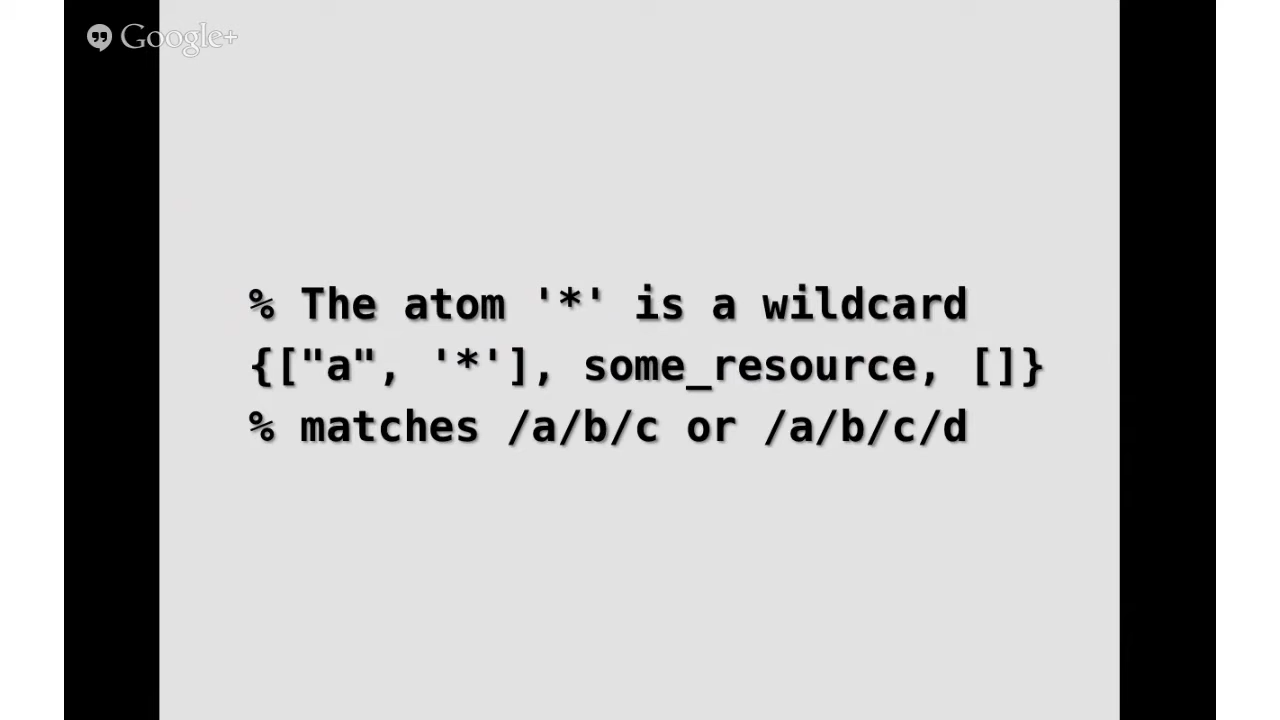 Google+
% The atom '*' is a wildcard
{["a", '*'], some_resource, []}
% matches /a/b/c or /a/b/c/d